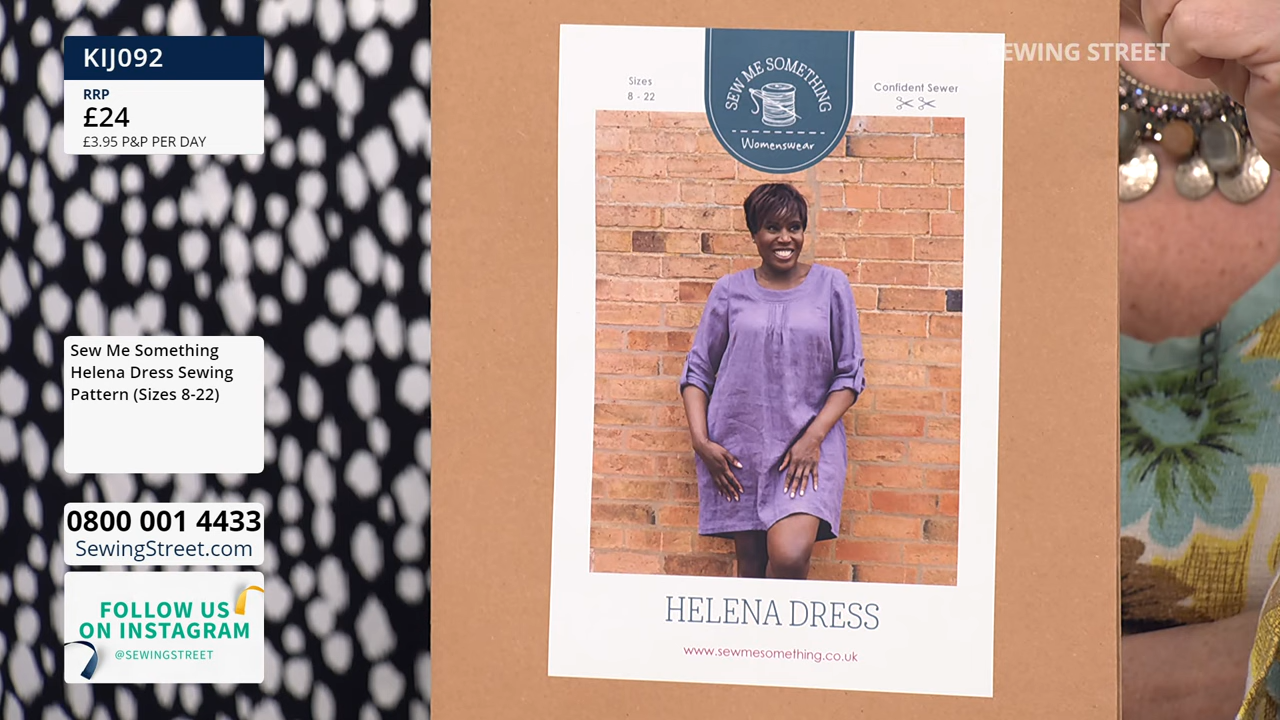 KIJ092
RRP
£24
£3.95 P&P PER DAY
Sew Me Something
Helena Dress Sewing
Pattern (Sizes 8-22)
0800 001 4433
SewingStreet.com
FOLLOW US
ON INSTAGRAM
@SEWINGSTREET
SEWING STREET
Sizes
8 - 22
SEW ME SOMETHING
Womenswear
Confident Sewer
HELENA DRESS
www.sewmesomething.co.uk